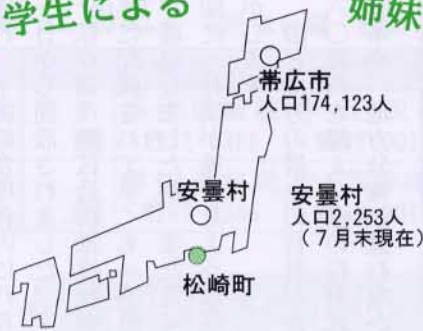 学生による
姉妹
帯広市
人口174,123人
安曇村
安曇村
人口2,253人
（７月末現在）
松崎町